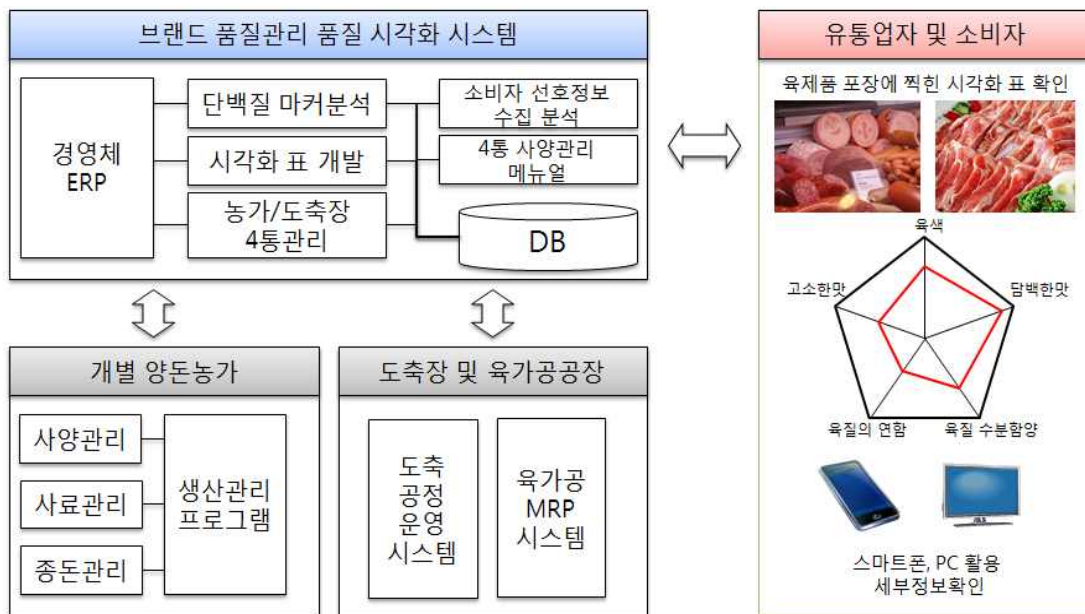 브랜드 품질관리 품질 시각화 시스템
경영체
ERP
단백질 마커분석
시각화 표 개발
농가/도축장
4통관리
소비자 선호정보
수집 분석
4통 사양관리
메뉴얼
DB
개별 양돈농가
사양관리
사료관리
종돈관리
생산관리
프로그램
도축장 및 육가공공장
도축
공정
운영
시스템
육가공
MRP
시스템
유통업자 및 소비자
육제품 포장에 찍힌 시각화 표 확인
육색
고소한맛
담백한맛
육질의 연함
육질 수분함양
스마트폰, PC 활용
세부정보확인